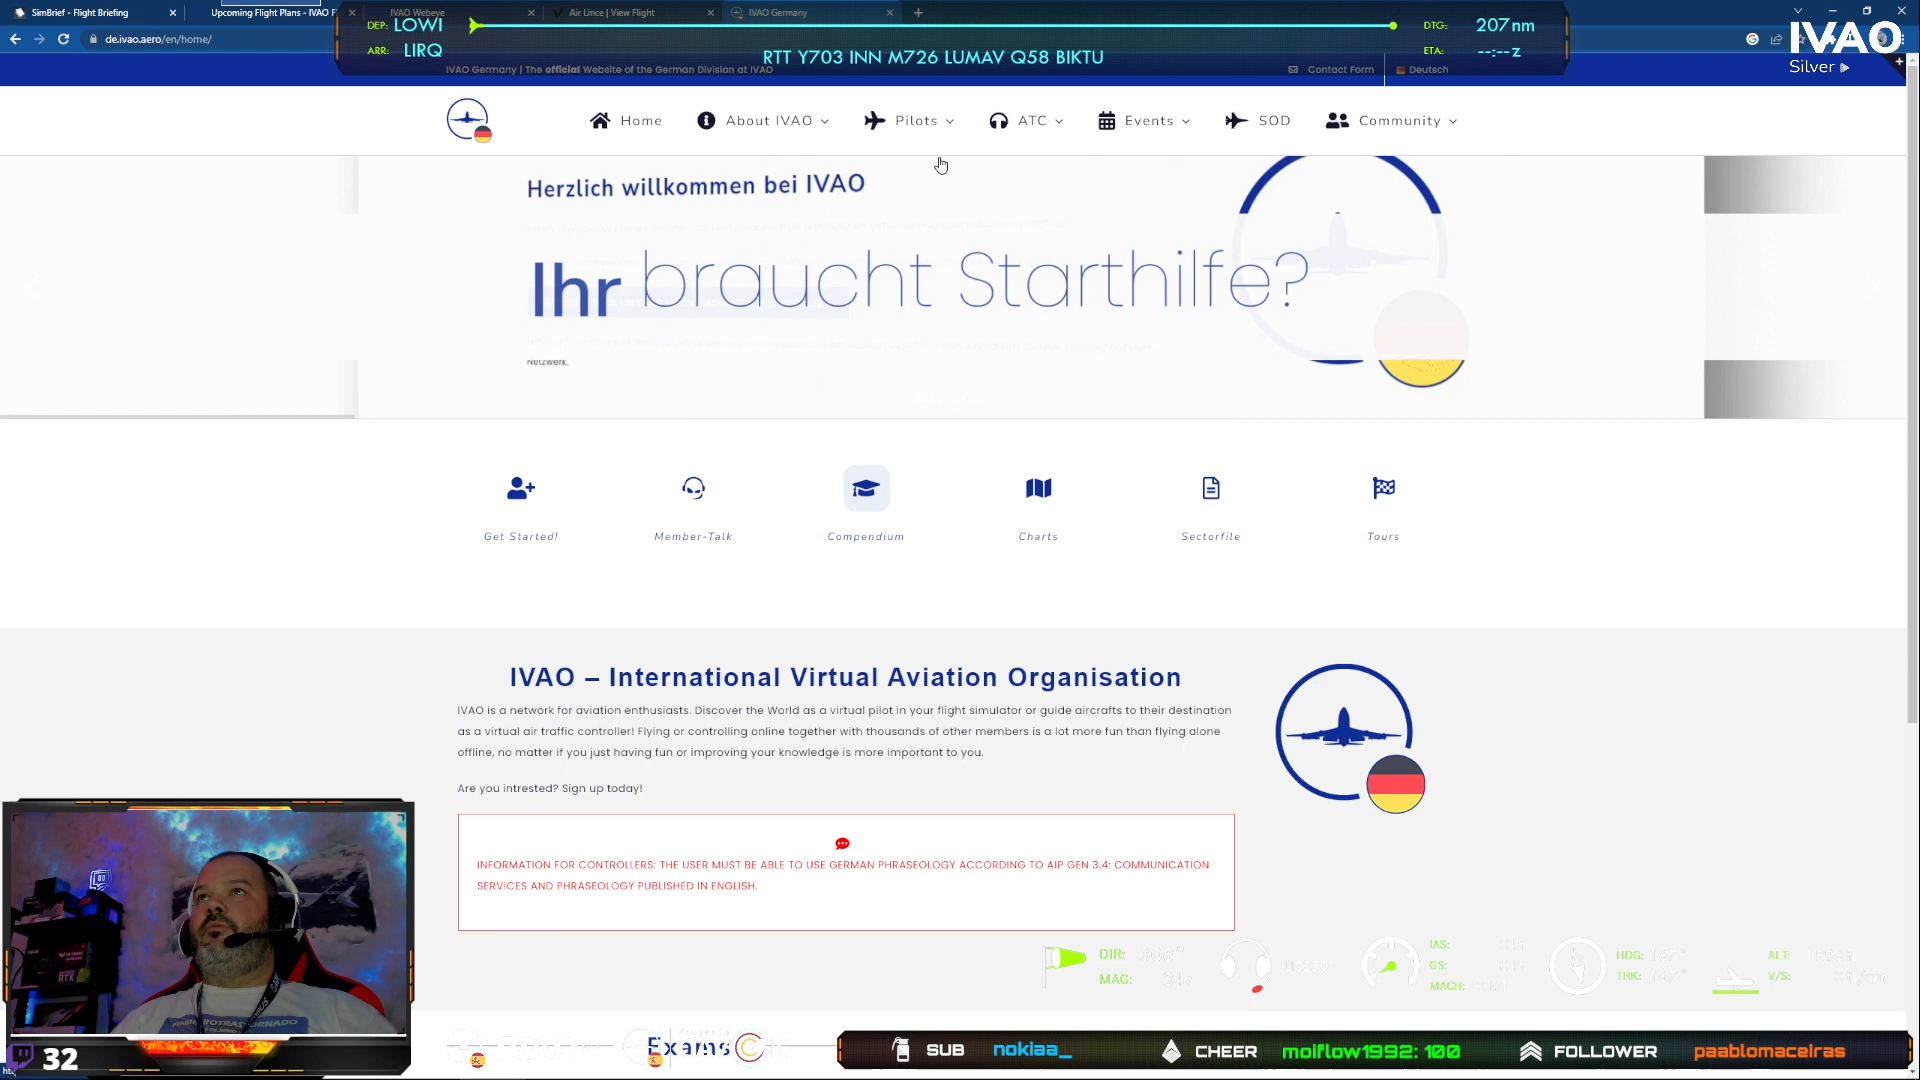 SimBrief - Flight Briefing
Upcoming Flight Plans - IVAO F
IVAO Webeye
Air Lince | View Flight
IVAO Germany
de.ivao.aero/en/home/
DEP: LOWI
ARR: LIRQ
RTT Y703 INN M726 LUMAV Q58 BIKTU
DTG: 207nm
ETA: --:--z
IVAO
Silver
IVAO Germany | The official Website of the German Division at IVAO
Contact Form
Deutsch
Home
About IVAO
Pilots
ATC
Events
SOD
Community
Herzlich willkommen bei IVAO
Ihr braucht Starthilfe?
Netzwerk.
Get Started!
Member-Talk
Compendium
Charts
Sectorfile
Tours
IVAO – International Virtual Aviation Organisation
IVAO is a network for aviation enthusiasts. Discover the World as a virtual pilot in your flight simulator or guide aircrafts to their destination
as a virtual air traffic controller! Flying or controlling online together with thousands of other members is a lot more fun than flying alone
offline, no matter if you just having fun or improving your knowledge is more important to you.
Are you intrested? Sign up today!
INFORMATION FOR CONTROLLERS: THE USER MUST BE ABLE TO USE GERMAN PHRASEOLOGY ACCORDING TO AIP GEN 3.4: COMMUNICATION
SERVICES AND PHRASEOLOGY PUBLISHED IN ENGLISH.
DIR:
MAG:
IAS:
GS:
MACH:
HDG:
TRK:
ALT:
V/S:
RTX
32
Exams
SUB nokiaa_
CHEER moiflow1992: 100
FOLLOWER paablomaceiras